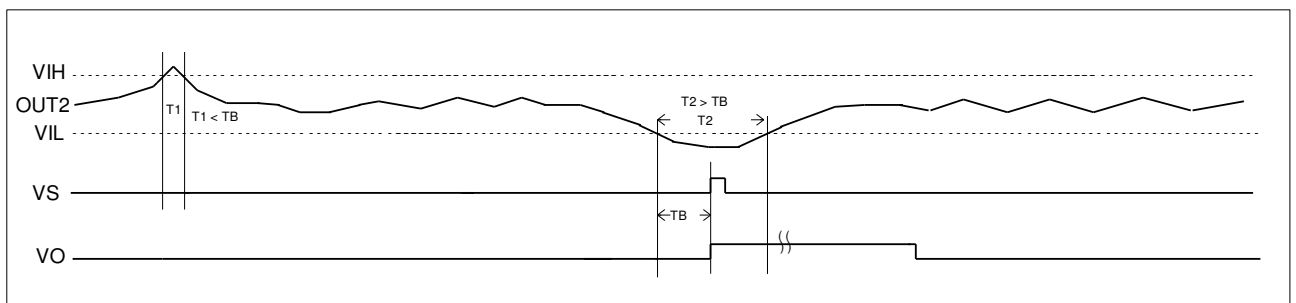 VIH
OUT2
T1
T1 < TB
T2 > TB
T2
VIL
VS
TB
VO